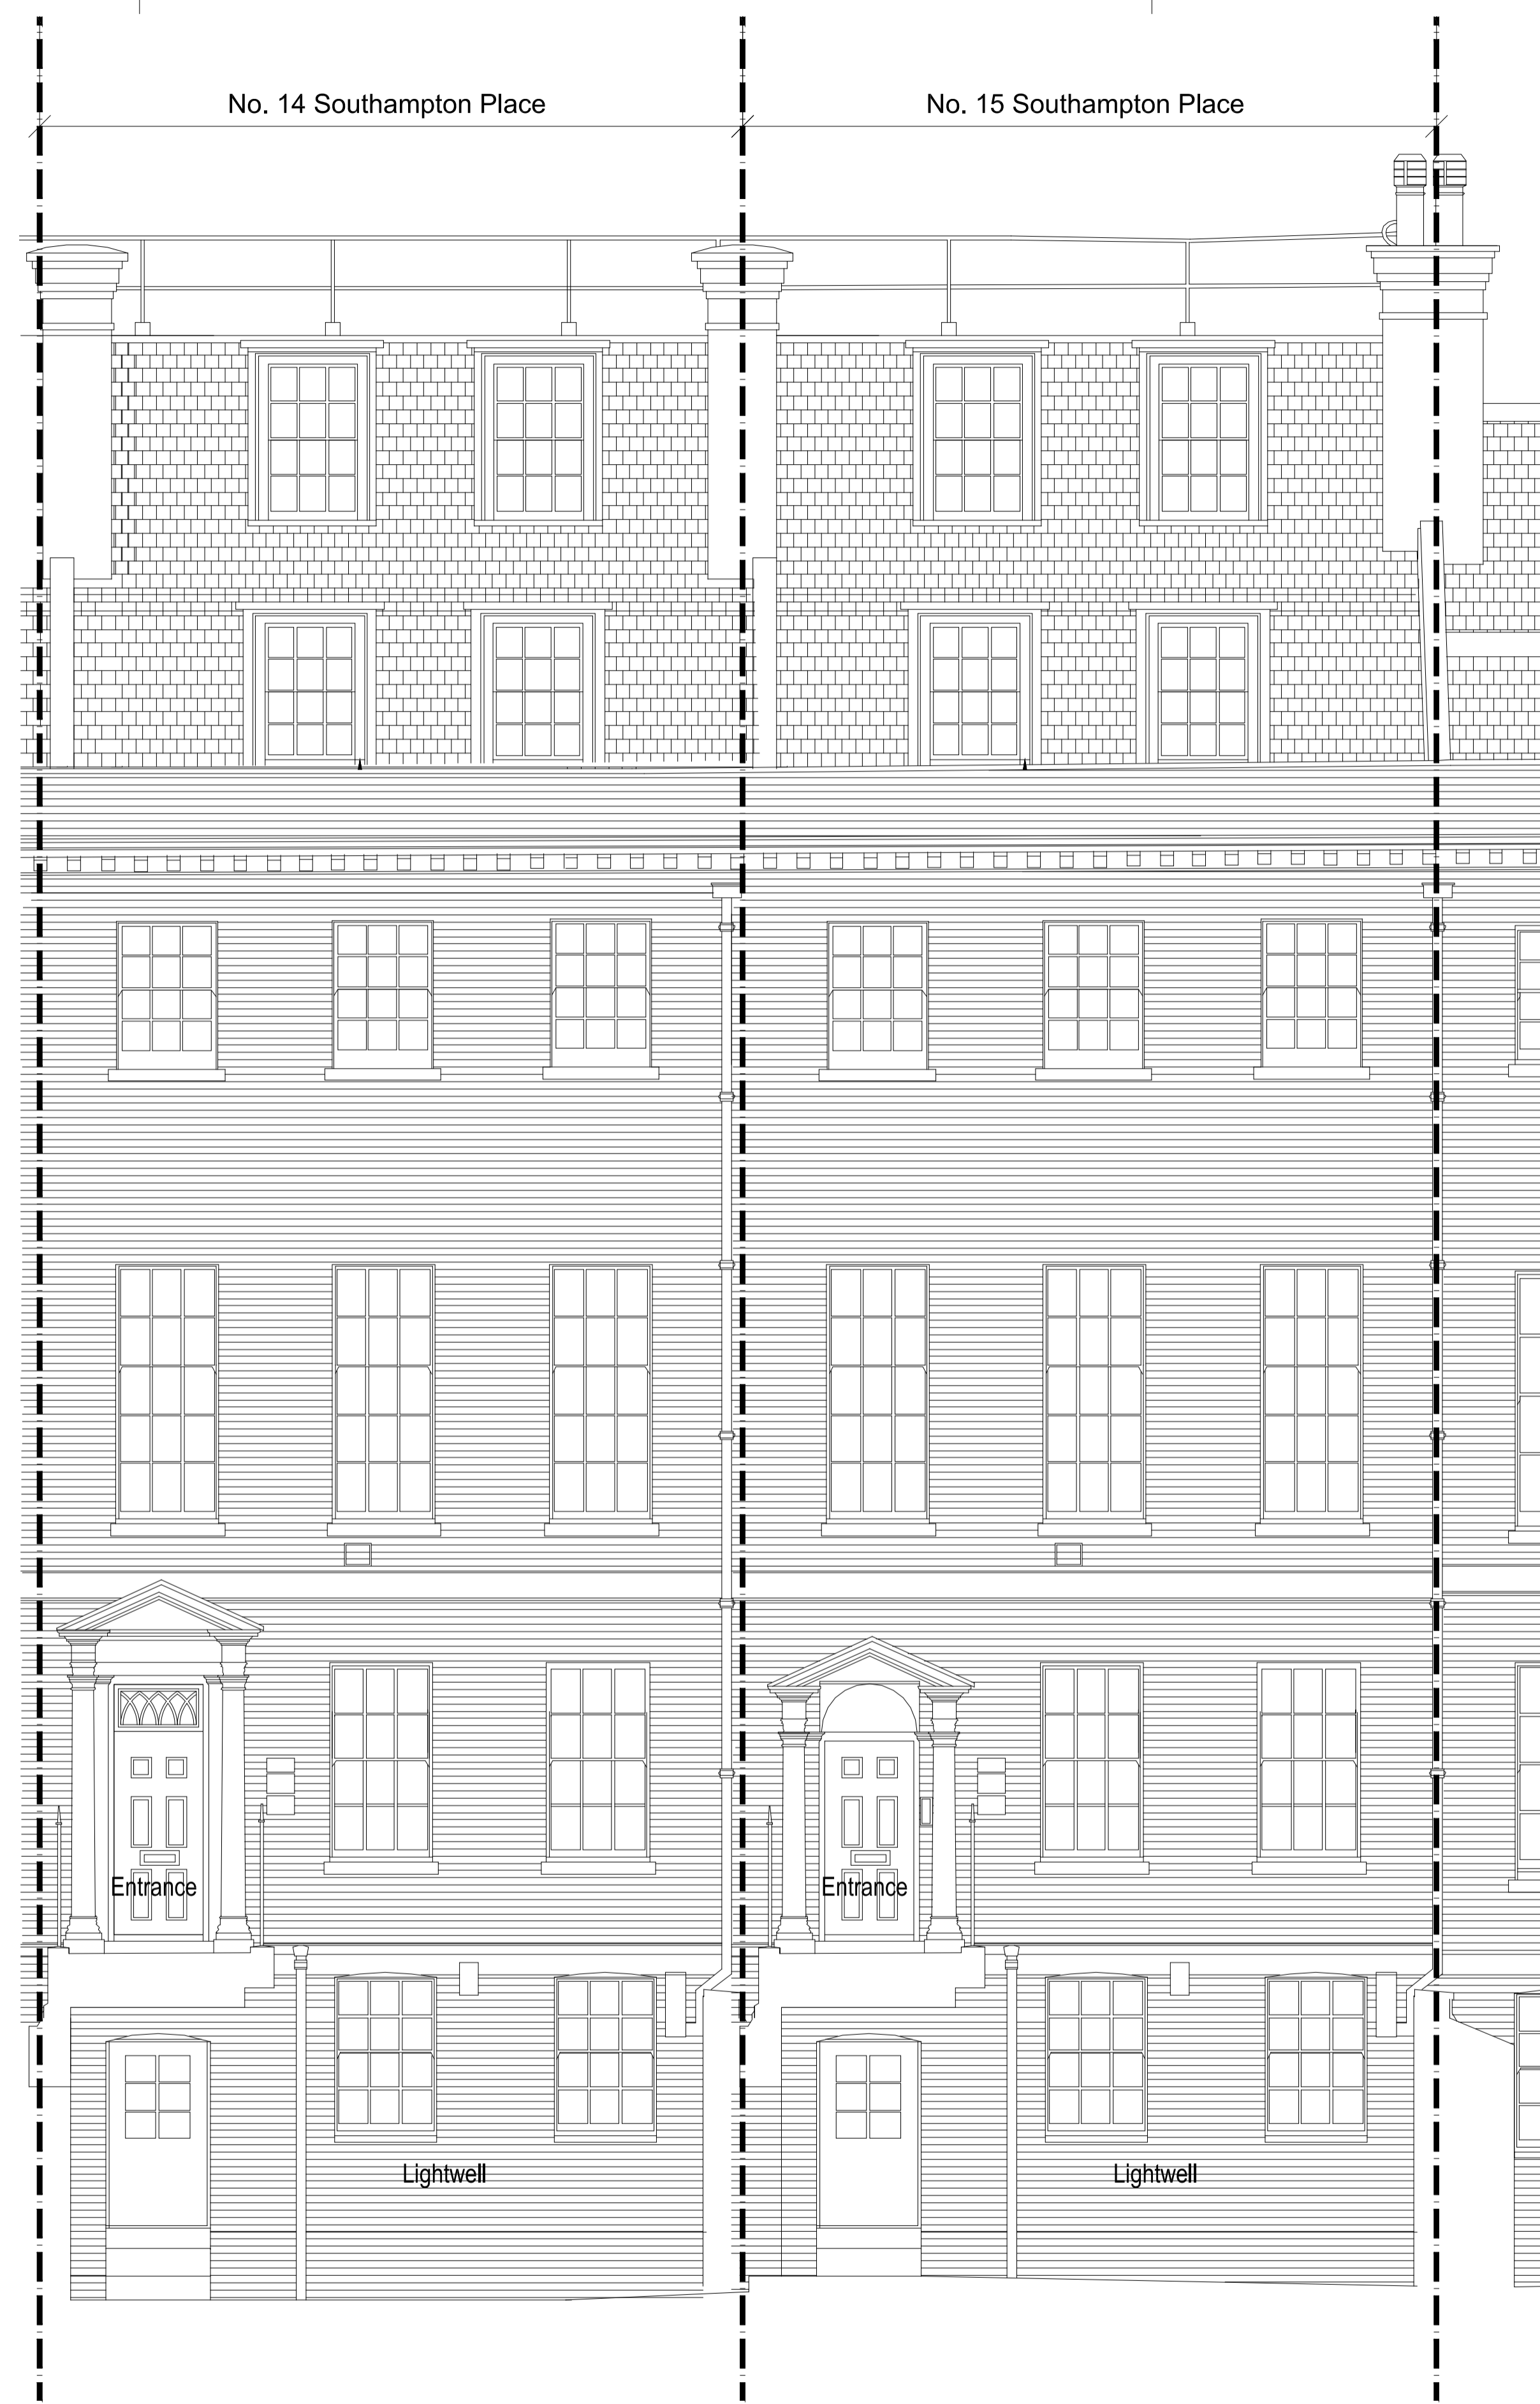 No. 14 Southampton Place
No. 15 Southampton Place
Entrance
Entrance
Lightwell
Lightwell